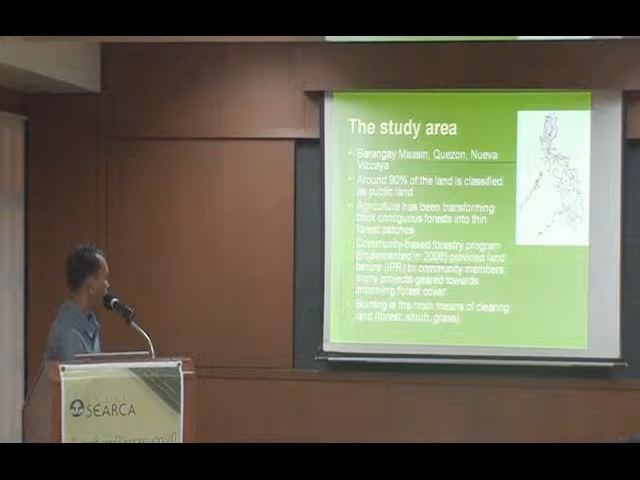 The study area
• Barangay Maasin, Quezon, Nueva
Vizcaya
• Around 90% of the land is classified
as public land
• Agriculture has been transforming
thick contiguous forests into thin
forest patches
• Community-based forestry program
(implemented in 2000) provided land
tenure (IPR) to community members;
many projects geared towards
improving forest cover
• Burning is the main means of clearing
land (forest, shrub, grass)
SEARCA